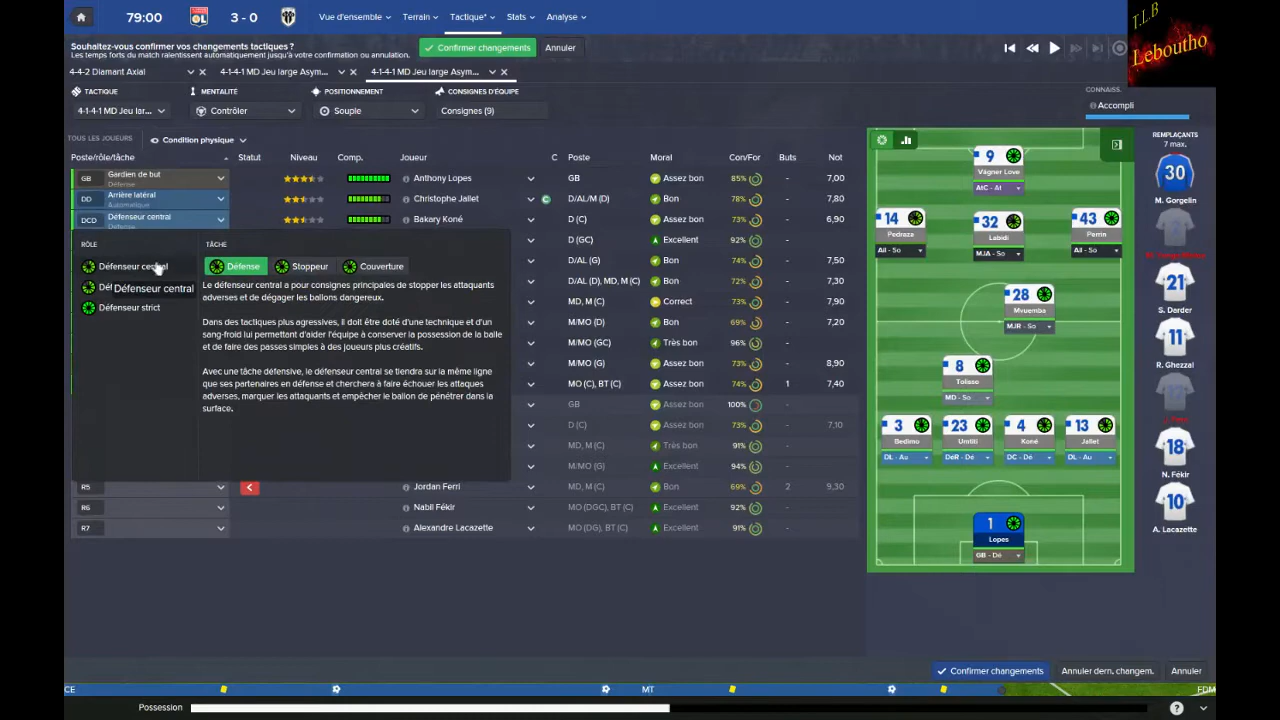 79:00
3 - 0
Vue d'ensemble
Terrain
Tactique*
Stats
Analyse
T.L.B
Leboutho
Souhaitez-vous confirmer vos changements tactiques ?
Les temps forts du match ralentissent automatiquement jusqu'à votre confirmation ou annulation.
Confirmer changements
Annuler
4-4-2 Diamant Axial
4-1-4-1 MD Jeu large Asym...
4-1-4-1 MD Jeu large Asym...
TACTIQUE
MENTALITÉ
POSITIONNEMENT
CONSIGNES D'ÉQUIPE
CONNAISS.
4-1-4-1 MD Jeu lar...
Contrôler
Souple
Consignes (9)
Accompli
TOUS LES JOUEURS
Condition physique
Poste/rôle/tâche Statut Niveau Comp. Joueur C Poste Moral Con/For Buts Not
GB Gardien de but Défense Anthony Lopes GB Assez bon 85% - 7,00
DD Arrière latéral Automatique Christophe Jallet C D/AL/M (D) Bon 78% - 7,80
DCD Défenseur central Défense Bakary Koné D (C) Assez bon 73% - 6,90
D (GC) Excellent 92% -
D/AL (G) Bon 74% - 7,50
D/AL (D), MD, M (C) Bon 72% - 7,30
MD, M (C) Correct 73% - 7,90
M/MO (D) Bon 69% - 7,20
M/MO (GC) Très bon 96% -
M/MO (G) Assez bon 73% - 8,90
MO (C), BT (C) Assez bon 74% 1 7,40
GB Assez bon 100% -
D (C) Assez bon 73% - 7,10
MD, M (C) Très bon 91% -
M/MO (G) Excellent 94% -
R5 Jordan Ferri MD, M (C) Bon 69% 2 9,30
R6 Nabil Fékir MO (DGC), BT (C) Excellent 92% -
R7 Alexandre Lacazette MO (DG), BT (C) Excellent 91% -
RÔLE
TÂCHE
Défenseur central
Dé
Défenseur central
Défenseur strict
Défense
Stoppeur
Couverture
Le défenseur central a pour consignes principales de stopper les attaquants
adverses et de dégager les ballons dangereux.
Dans des tactiques plus agressives, il doit être doté d'une technique et d'un
sang-froid lui permettant d'aider l'équipe à conserver la possession de la balle
et de faire des passes simples à des joueurs plus créatifs.
Avec une tâche défensive, le défenseur central se tiendra sur la même ligne
que ses partenaires en défense et cherchera à faire échouer les attaques
adverses, marquer les attaquants et empêcher le ballon de pénétrer dans la
surface.
9
Vágner Love
AtC - At
14
Pedraza
Ail - So
32
Labidi
MJA - So
43
Perrin
Ail - So
28
Mvuemba
MJR - So
8
Tolisso
MD - So
3
Bedimo
DL - Au
23
Umtiti
DéR - Dé
4
Koné
DC - Dé
13
Jallet
DL - Au
1
Lopes
GB - Dé
REMPLAÇANTS
7 max.
30
M. Gorgelin
21
S. Darder
11
R. Ghezzal
18
N. Fékir
10
A. Lacazette
Confirmer changements
Annuler dern. changem.
Annuler
CE
MT
FDM
Possession
?